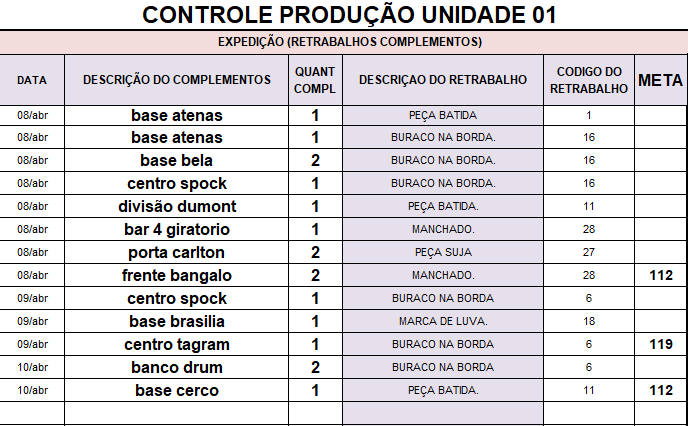 CONTROLE PRODUÇÃO UNIDADE 01
EXPEDIÇÃO (RETRABALHOS COMPLEMENTOS)
DATA DESCRIÇÃO DO COMPLEMENTOS QUANT COMPL DESCRIÇAO DO RETRABALHO CODIGO DO RETRABALHO META
08/abr base atenas 1 PEÇA BATIDA 1
08/abr base atenas 1 BURACO NA BORDA. 16
08/abr base bela 2 BURACO NA BORDA. 16
08/abr centro spock 1 BURACO NA BORDA. 16
08/abr divisão dumont 1 PEÇA BATIDA. 11
08/abr bar 4 giratorio 1 MANCHADO. 28
08/abr porta carlton 2 PEÇA SUJA 27
08/abr frente bangalo 2 MANCHADO. 28 112
09/abr centro spock 1 BURACO NA BORDA 6
09/abr base brasilia 1 MARCA DE LUVA. 18
09/abr centro tagram 1 BURACO NA BORDA 6 119
10/abr banco drum 2 BURACO NA BORDA 6
10/abr base cerco 1 PEÇA BATIDA. 11 112